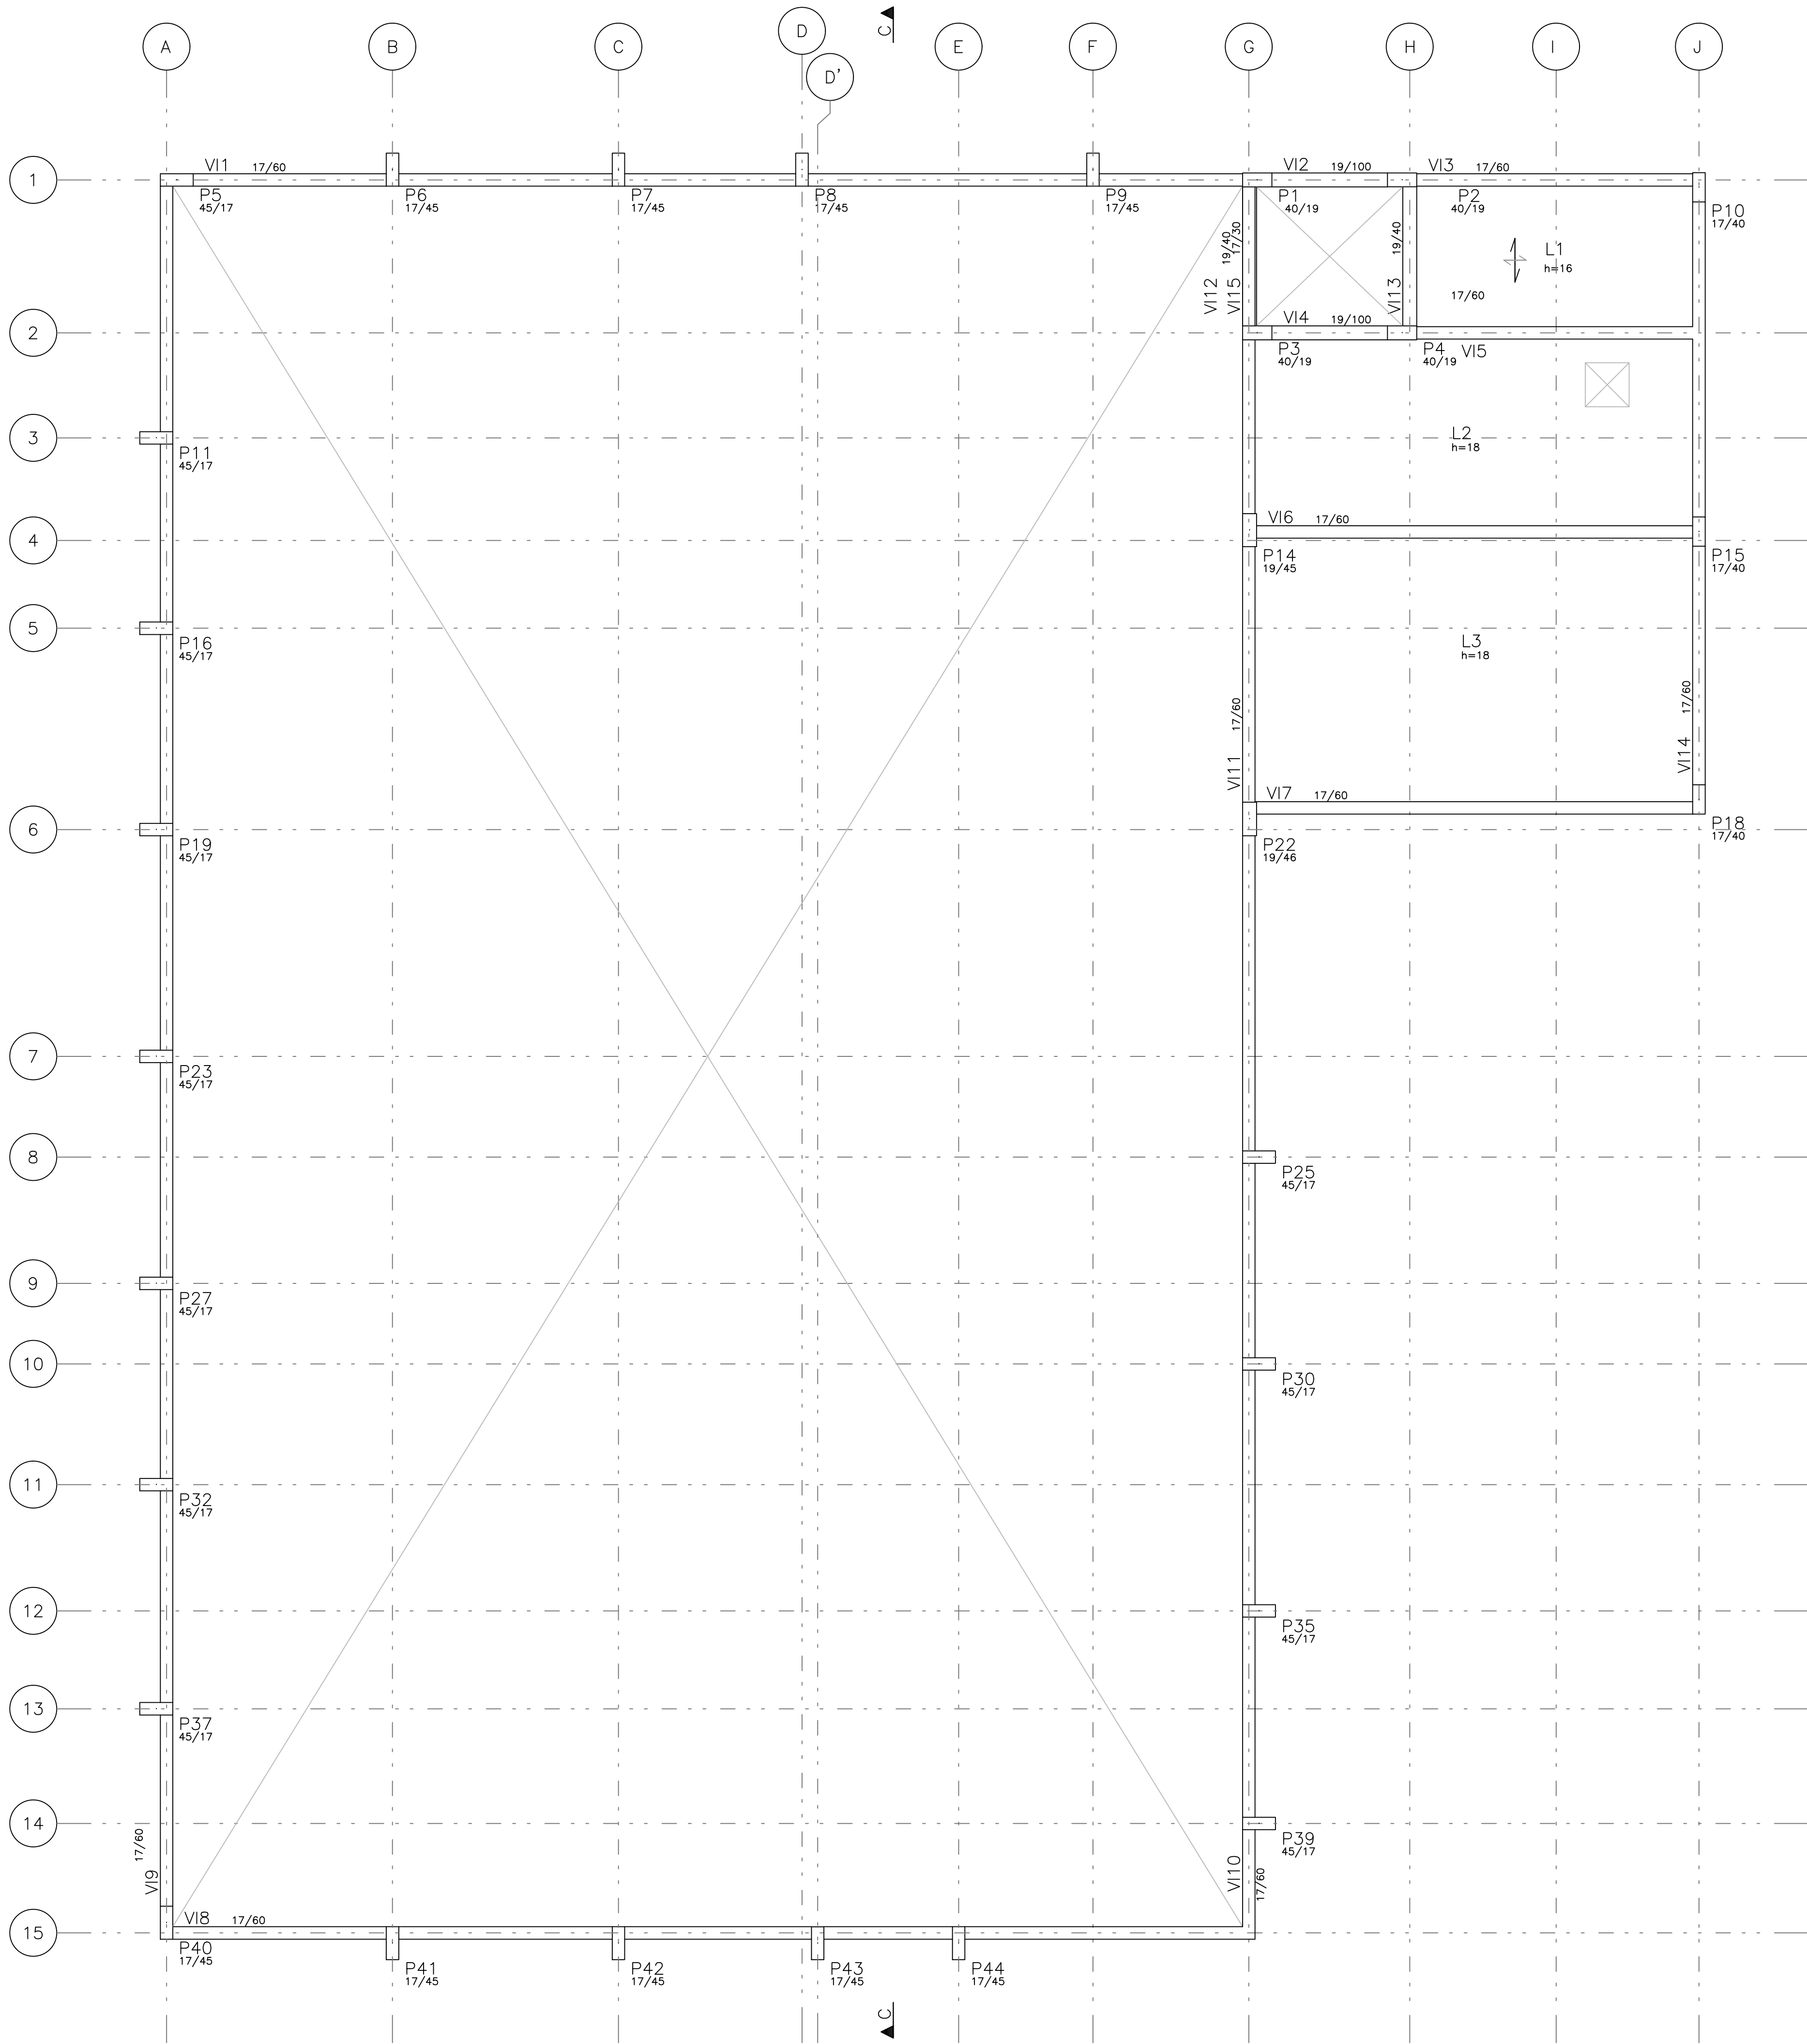 C
A
B
C
D
D'
E
F
G
H
I
J
1
VI1 17/60
VI2 19/100
VI3 17/60
P5
45/17
P6
17/45
P7
17/45
P8
17/45
P9
17/45
P1
40/19
P2
40/19
P10
17/40
VI12 19/40
VI15 17/30
VI13 19/40
L1
h=16
17/60
2
VI4 19/100
P3
40/19
P4
40/19
VI5
3
P11
45/17
L2
h=18
4
VI6 17/60
P14
19/45
P15
17/40
5
P16
45/17
L3
h=18
VI11 17/60
VI14 17/60
VI7 17/60
6
P19
45/17
P22
19/46
P18
17/40
7
P23
45/17
8
P25
45/17
9
P27
45/17
10
P30
45/17
11
P32
45/17
12
P35
45/17
13
P37
45/17
14
P39
45/17
VI9 17/60
VI10 17/60
15
VI8 17/60
P40
17/45
P41
17/45
P42
17/45
P43
17/45
P44
17/45
C